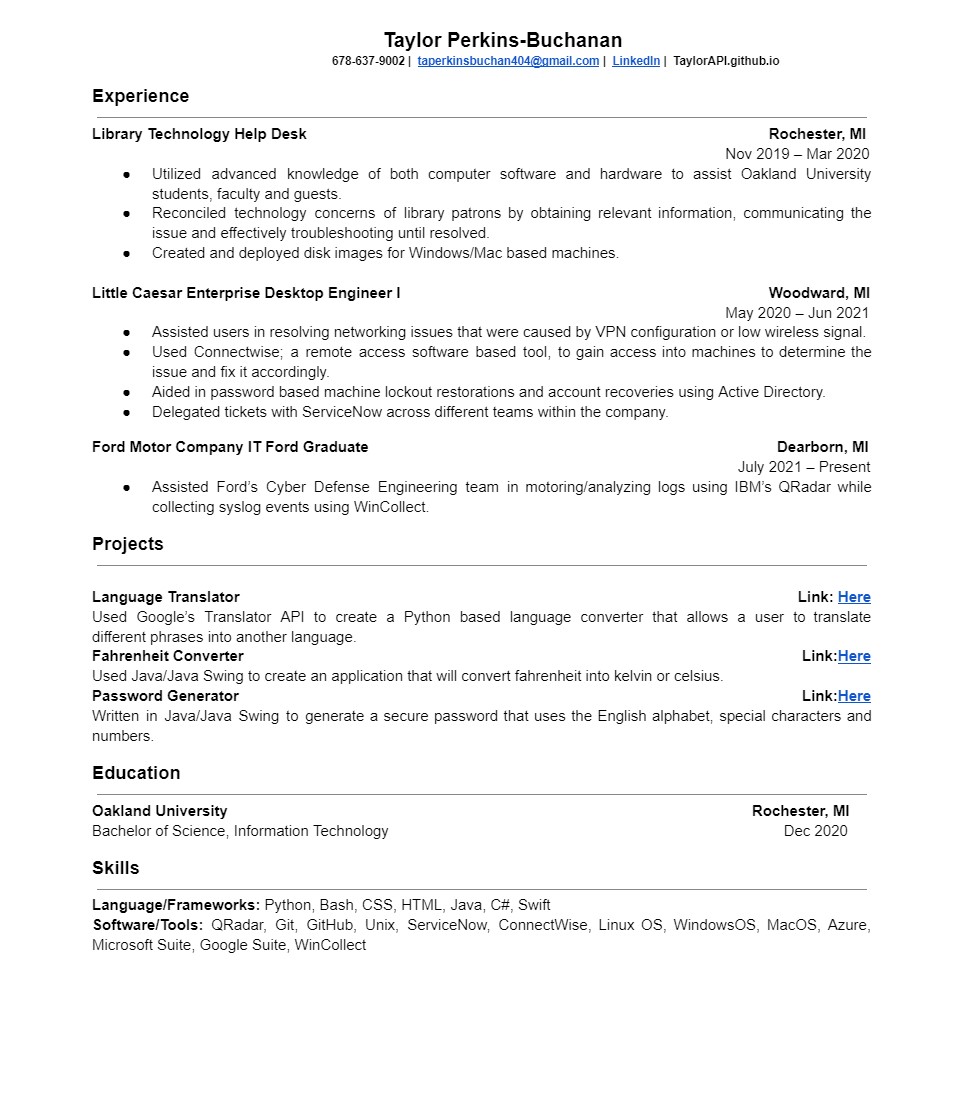 Taylor Perkins-Buchanan
678-637-9002 | taperkinsbuchan404@gmail.com | LinkedIn | TaylorAPI.github.io
Experience
Library Technology Help Desk Rochester, MI
Nov 2019 – Mar 2020
● Utilized advanced knowledge of both computer software and hardware to assist Oakland University
students, faculty and guests.
● Reconciled technology concerns of library patrons by obtaining relevant information, communicating the
issue and effectively troubleshooting until resolved.
● Created and deployed disk images for Windows/Mac based machines.
Little Caesar Enterprise Desktop Engineer I Woodward, MI
May 2020 – Jun 2021
● Assisted users in resolving networking issues that were caused by VPN configuration or low wireless signal.
● Used Connectwise; a remote access software based tool, to gain access into machines to determine the
issue and fix it accordingly.
● Aided in password based machine lockout restorations and account recoveries using Active Directory.
● Delegated tickets with ServiceNow across different teams within the company.
Ford Motor Company IT Ford Graduate Dearborn, MI
July 2021 – Present
● Assisted Ford’s Cyber Defense Engineering team in motoring/analyzing logs using IBM’s QRadar while
collecting syslog events using WinCollect.
Projects
Language Translator Link: Here
Used Google’s Translator API to create a Python based language converter that allows a user to translate
different phrases into another language.
Fahrenheit Converter Link:Here
Used Java/Java Swing to create an application that will convert fahrenheit into kelvin or celsius.
Password Generator Link:Here
Written in Java/Java Swing to generate a secure password that uses the English alphabet, special characters and
numbers.
Education
Oakland University Rochester, MI
Bachelor of Science, Information Technology Dec 2020
Skills
Language/Frameworks: Python, Bash, CSS, HTML, Java, C#, Swift
Software/Tools: QRadar, Git, GitHub, Unix, ServiceNow, ConnectWise, Linux OS, WindowsOS, MacOS, Azure,
Microsoft Suite, Google Suite, WinCollect